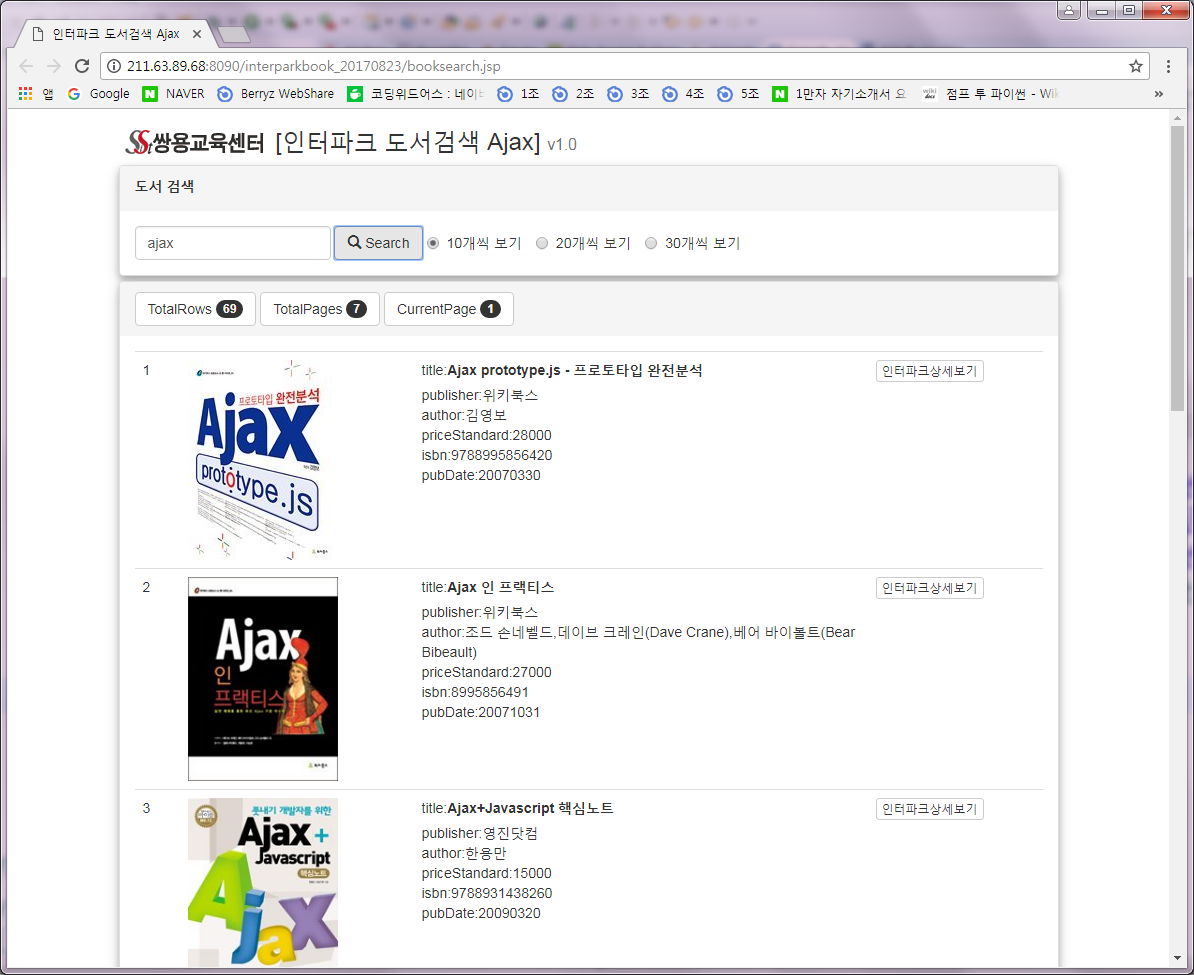 인터파크 도서검색 Ajax
211.63.89.68:8090/interparkbook_20170823/booksearch.jsp
앱 Google NAVER Berryz WebShare 코딩위드어스 : 네이버 1조 2조 3조 4조 5조 1만자 자기소개서 요 점프 투 파이썬 - Wik »
쌍용교육센터 [인터파크 도서검색 Ajax] v1.0
도서 검색
ajax Search 10개씩 보기 20개씩 보기 30개씩 보기
TotalRows 69 TotalPages 7 CurrentPage 1
1 title:Ajax prototype.js - 프로토타입 완전분석 인터파크상세보기
publisher:위키북스
author:김영보
priceStandard:28000
isbn:9788995856420
pubDate:20070330
프로토타입 완전분석
Ajax
prototype.js
2 title:Ajax 인 프랙티스 인터파크상세보기
publisher:위키북스
author:조드 손네벨드,데이브 크레인(Dave Crane),베어 바이볼트(Bear
Bibeault)
priceStandard:27000
isbn:8995856491
pubDate:20071031
Ajax
인
프랙티스
3 title:Ajax+Javascript 핵심노트 인터파크상세보기
publisher:영진닷컴
author:한용만
priceStandard:15000
isbn:9788931438260
pubDate:20090320
풋내기 개발자를 위한
Ajax+
Javascript
핵심노트
Ajax